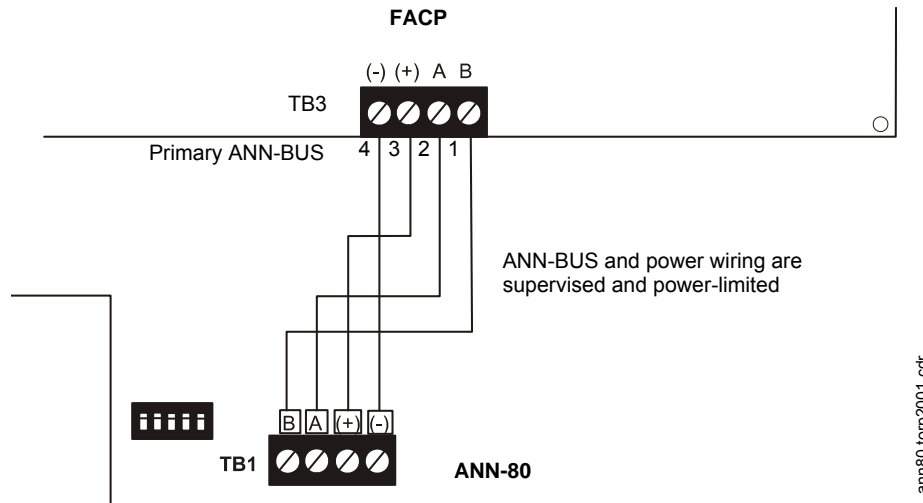 FACP
(-) (+) A B
TB3
Primary ANN-BUS
4 3 2 1
ANN-BUS and power wiring are
supervised and power-limited
B A (+) (-)
TB1
ANN-80